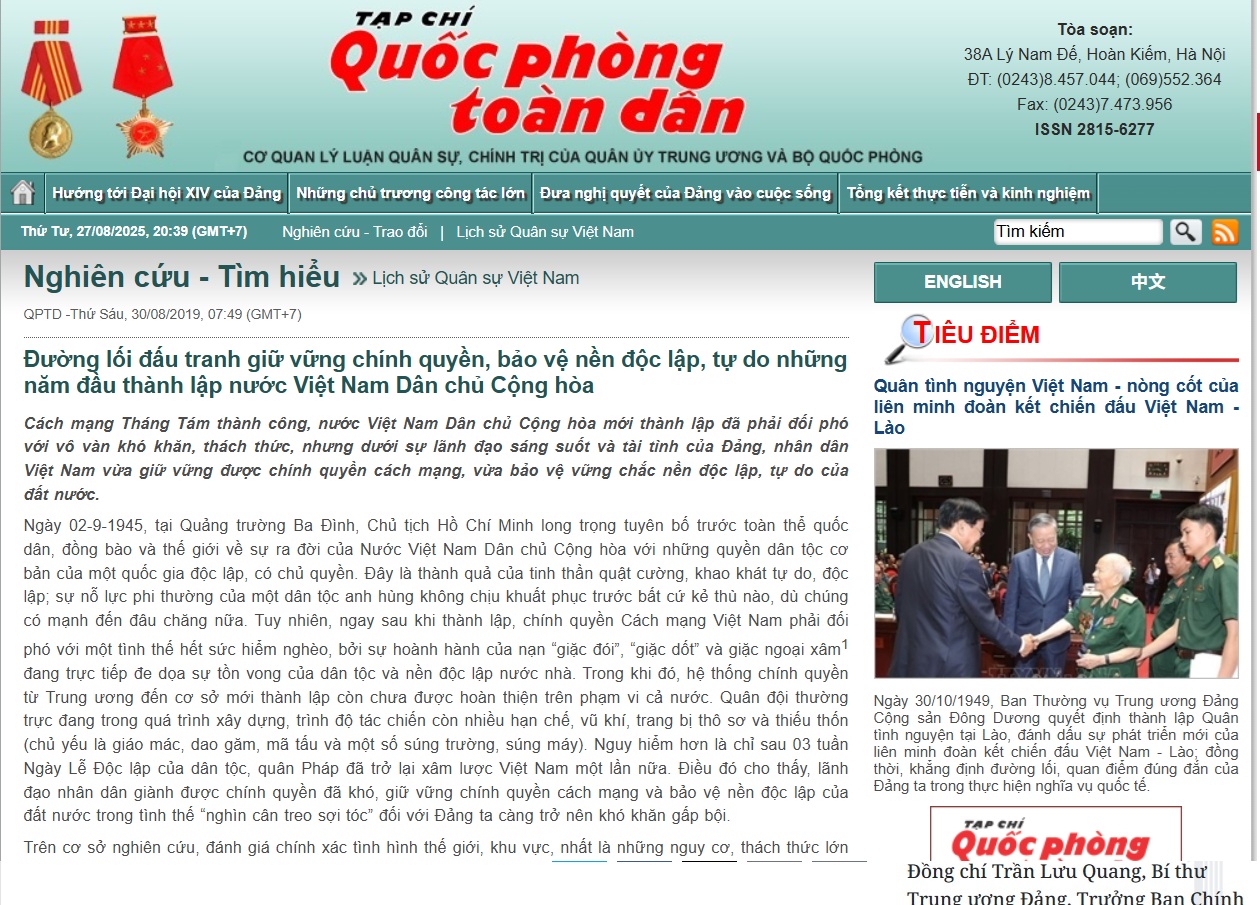 TẠP CHÍ
Quốc phòng
toàn dân
CƠ QUAN LÝ LUẬN QUÂN SỰ, CHÍNH TRỊ CỦA QUÂN ỦY TRUNG ƯƠNG VÀ BỘ QUỐC PHÒNG
Tòa soạn:
38A Lý Nam Đế, Hoàn Kiếm, Hà Nội
ĐT: (0243)8.457.044; (069)552.364
Fax: (0243)7.473.956
ISSN 2815-6277
Hướng tới Đại hội XIV của Đảng
Những chủ trương công tác lớn
Đưa nghị quyết của Đảng vào cuộc sống
Tổng kết thực tiễn và kinh nghiệm
Thứ Tư, 27/08/2025, 20:39 (GMT+7)
Nghiên cứu - Trao đổi | Lịch sử Quân sự Việt Nam
Tìm kiếm
Nghiên cứu - Tìm hiểu » Lịch sử Quân sự Việt Nam
QPTD -Thứ Sáu, 30/08/2019, 07:49 (GMT+7)
Đường lối đấu tranh giữ vững chính quyền, bảo vệ nền độc lập, tự do những
năm đầu thành lập nước Việt Nam Dân chủ Cộng hòa
Cách mạng Tháng Tám thành công, nước Việt Nam Dân chủ Cộng hòa mới thành lập đã phải đối phó
với vô vàn khó khăn, thách thức, nhưng dưới sự lãnh đạo sáng suốt và tài tình của Đảng, nhân dân
Việt Nam vừa giữ vững được chính quyền cách mạng, vừa bảo vệ vững chắc nền độc lập, tự do của
đất nước.
Ngày 02-9-1945, tại Quảng trường Ba Đình, Chủ tịch Hồ Chí Minh long trọng tuyên bố trước toàn thể quốc
dân, đồng bào và thế giới về sự ra đời của Nước Việt Nam Dân chủ Cộng hòa với những quyền dân tộc cơ
bản của một quốc gia độc lập, có chủ quyền. Đây là thành quả của tinh thần quật cường, khao khát tự do, độc
lập; sự nỗ lực phi thường của một dân tộc anh hùng không chịu khuất phục trước bất cứ kẻ thù nào, dù chúng
có mạnh đến đâu chăng nữa. Tuy nhiên, ngay sau khi thành lập, chính quyền Cách mạng Việt Nam phải đối
phó với một tình thế hết sức hiểm nghèo, bởi sự hoành hành của nạn “giặc đói”, “giặc dốt” và giặc ngoại xâm1
đang trực tiếp đe dọa sự tồn vong của dân tộc và nền độc lập nước nhà. Trong khi đó, hệ thống chính quyền
từ Trung ương đến cơ sở mới thành lập còn chưa được hoàn thiện trên phạm vi cả nước. Quân đội thường
trực đang trong quá trình xây dựng, trình độ tác chiến còn nhiều hạn chế, vũ khí, trang bị thô sơ và thiếu thốn
(chủ yếu là giáo mác, dao găm, mã tấu và một số súng trường, súng máy). Nguy hiểm hơn là chỉ sau 03 tuần
Ngày Lễ Độc lập của dân tộc, quân Pháp đã trở lại xâm lược Việt Nam một lần nữa. Điều đó cho thấy, lãnh
đạo nhân dân giành được chính quyền đã khó, giữ vững chính quyền cách mạng và bảo vệ nền độc lập của
đất nước trong tình thế “nghìn cân treo sợi tóc” đối với Đảng ta càng trở nên khó khăn gấp bội.
Trên cơ sở nghiên cứu, đánh giá chính xác tình hình thế giới, khu vực, nhất là những nguy cơ, thách thức lớn
ENGLISH
中文
TIÊU ĐIỂM
Quân tình nguyện Việt Nam - nòng cốt của
liên minh đoàn kết chiến đấu Việt Nam -
Lào
Ngày 30/10/1949, Ban Thường vụ Trung ương Đảng
Cộng sản Đông Dương quyết định thành lập Quân
tình nguyện tại Lào, đánh dấu sự phát triển mới của
liên minh đoàn kết chiến đấu Việt Nam - Lào; đồng
thời, khẳng định đường lối, quan điểm đúng đắn của
Đảng ta trong thực hiện nghĩa vụ quốc tế.
TẠP CHÍ
Quốc phòng
Đồng chí Trần Lưu Quang, Bí thư
Trung ương Đảng, Trưởng Ban Chính